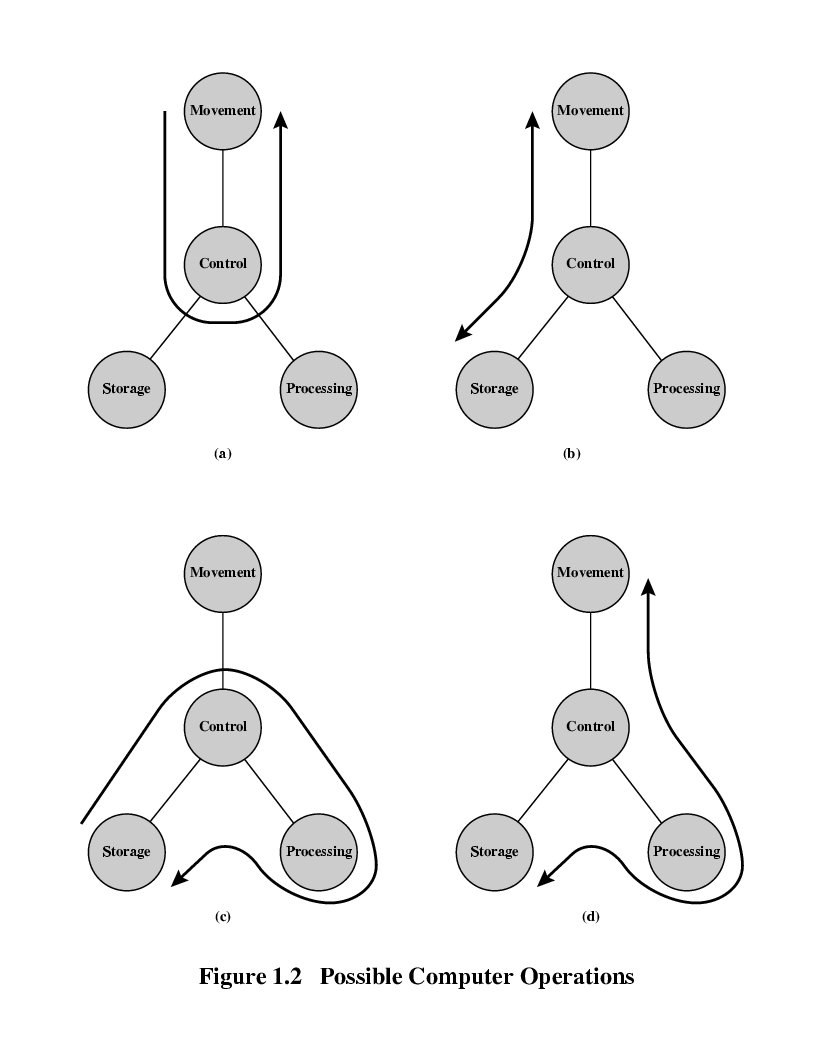 Movement
Control
Storage
Processing
(a)
Movement
Control
Storage
Processing
(b)
Movement
Control
Storage
Processing
(c)
Movement
Control
Storage
Processing
(d)
Figure 1.2 Possible Computer Operations